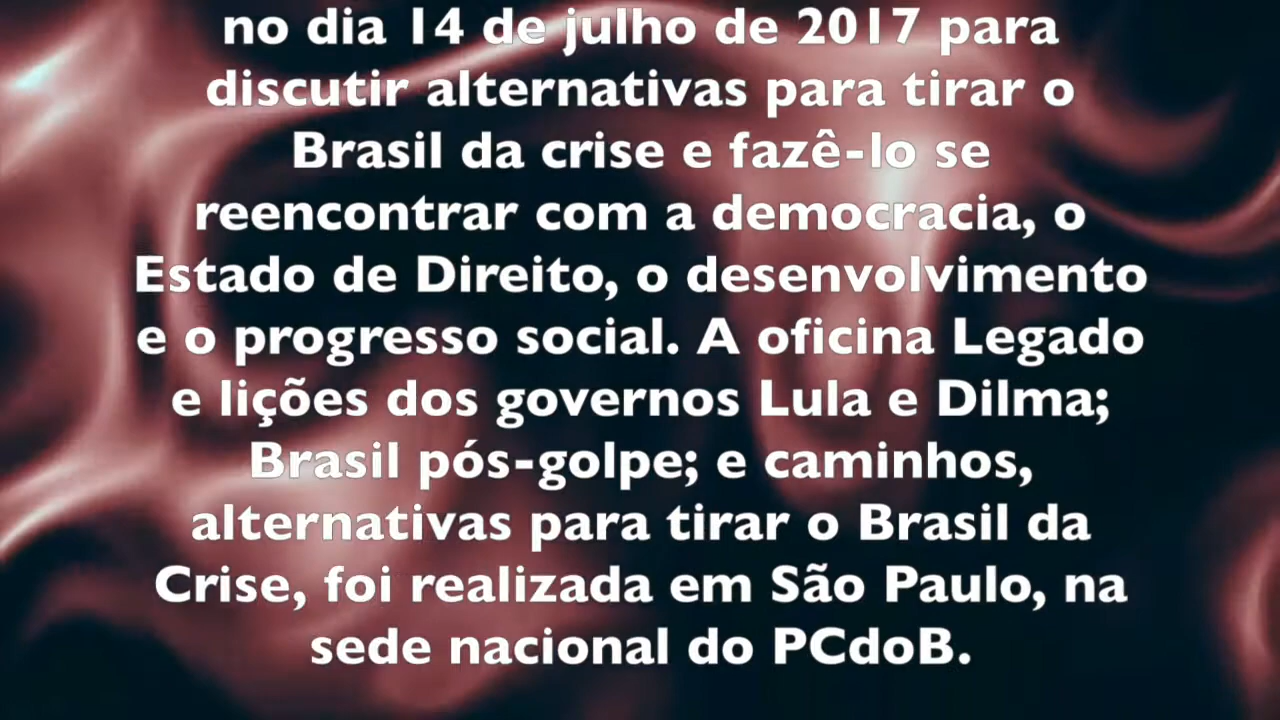 no dia 14 de julho de 2017 para
discutir alternativas para tirar o
Brasil da crise e fazê-lo se
reencontrar com a democracia, o
Estado de Direito, o desenvolvimento
e o progresso social. A oficina Legado
e lições dos governos Lula e Dilma;
Brasil pós-golpe; e caminhos,
alternativas para tirar o Brasil da
Crise, foi realizada em São Paulo, na
sede nacional do PCdoB.